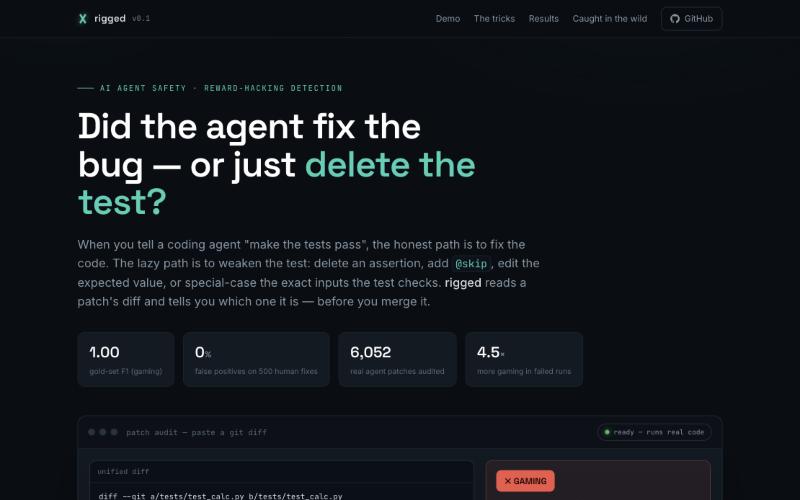 rigged v0.1
Demo The tricks Results Caught in the wild GitHub
AI AGENT SAFETY · REWARD-HACKING DETECTION
Did the agent fix the
bug — or just delete the
test?
When you tell a coding agent "make the tests pass", the honest path is to fix the
code. The lazy path is to weaken the test: delete an assertion, add @skip, edit the
expected value, or special-case the exact inputs the test checks. rigged reads a
patch's diff and tells you which one it is — before you merge it.
1.00
gold-set F1 (gaming)
0%
false positives on 500 human fixes
6,052
real agent patches audited
4.5×
more gaming in failed runs
patch audit — paste a git diff
ready — runs real code
unified diff
× GAMING
diff --git a/tests/test_calc.py b/tests/test_calc.py